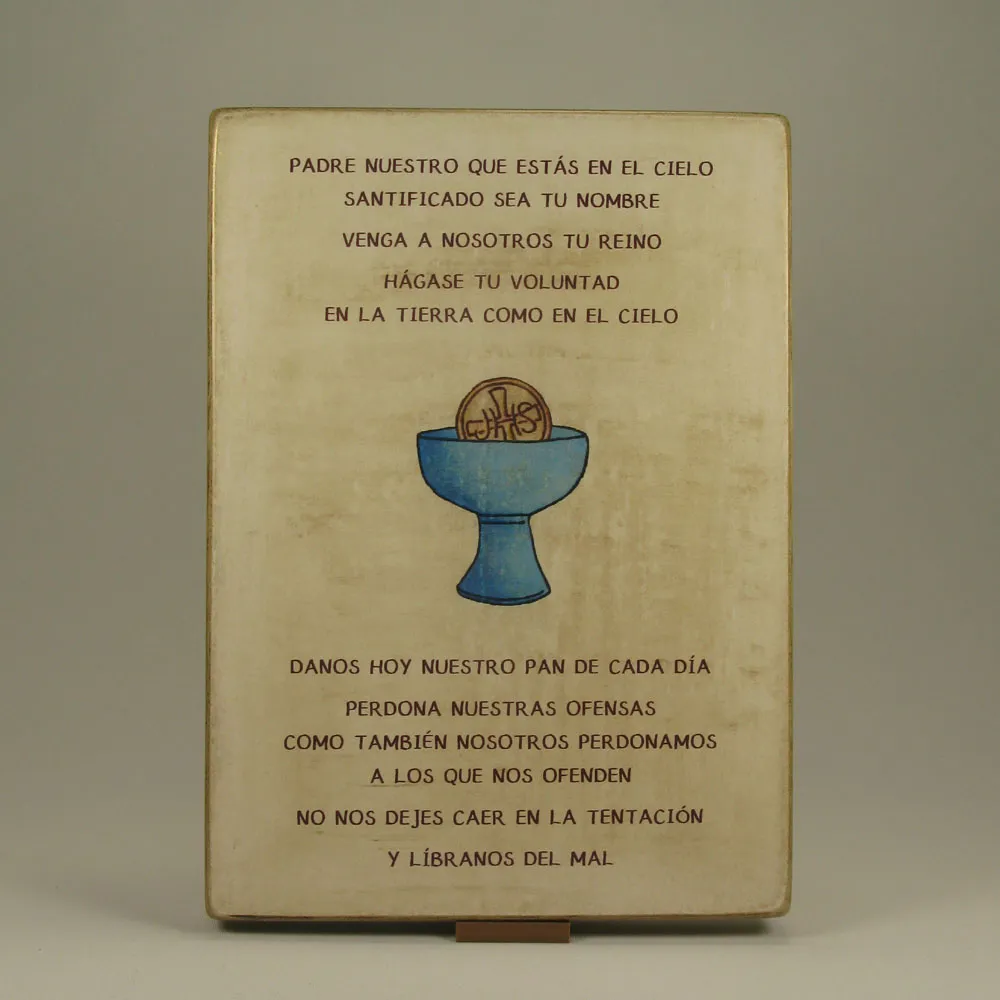 PADRE NUESTRO QUE ESTÁS EN EL CIELO
SANTIFICADO SEA TU NOMBRE
VENGA A NOSOTROS TU REINO
HÁGASE TU VOLUNTAD
EN LA TIERRA COMO EN EL CIELO
JHS
DANOS HOY NUESTRO PAN DE CADA DÍA
PERDONA NUESTRAS OFENSAS
COMO TAMBIÉN NOSOTROS PERDONAMOS
A LOS QUE NOS OFENDEN
NO NOS DEJES CAER EN LA TENTACIÓN
Y LÍBRANOS DEL MAL